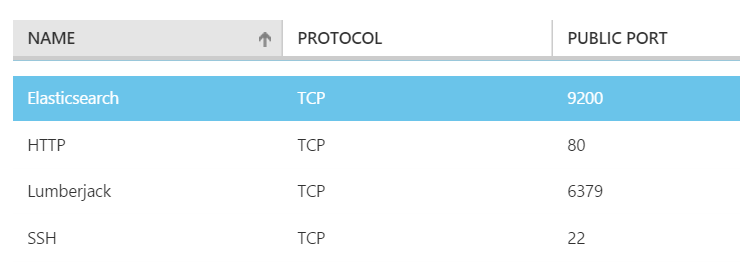 NAME PROTOCOL PUBLIC PORT
Elasticsearch TCP 9200
HTTP TCP 80
Lumberjack TCP 6379
SSH TCP 22